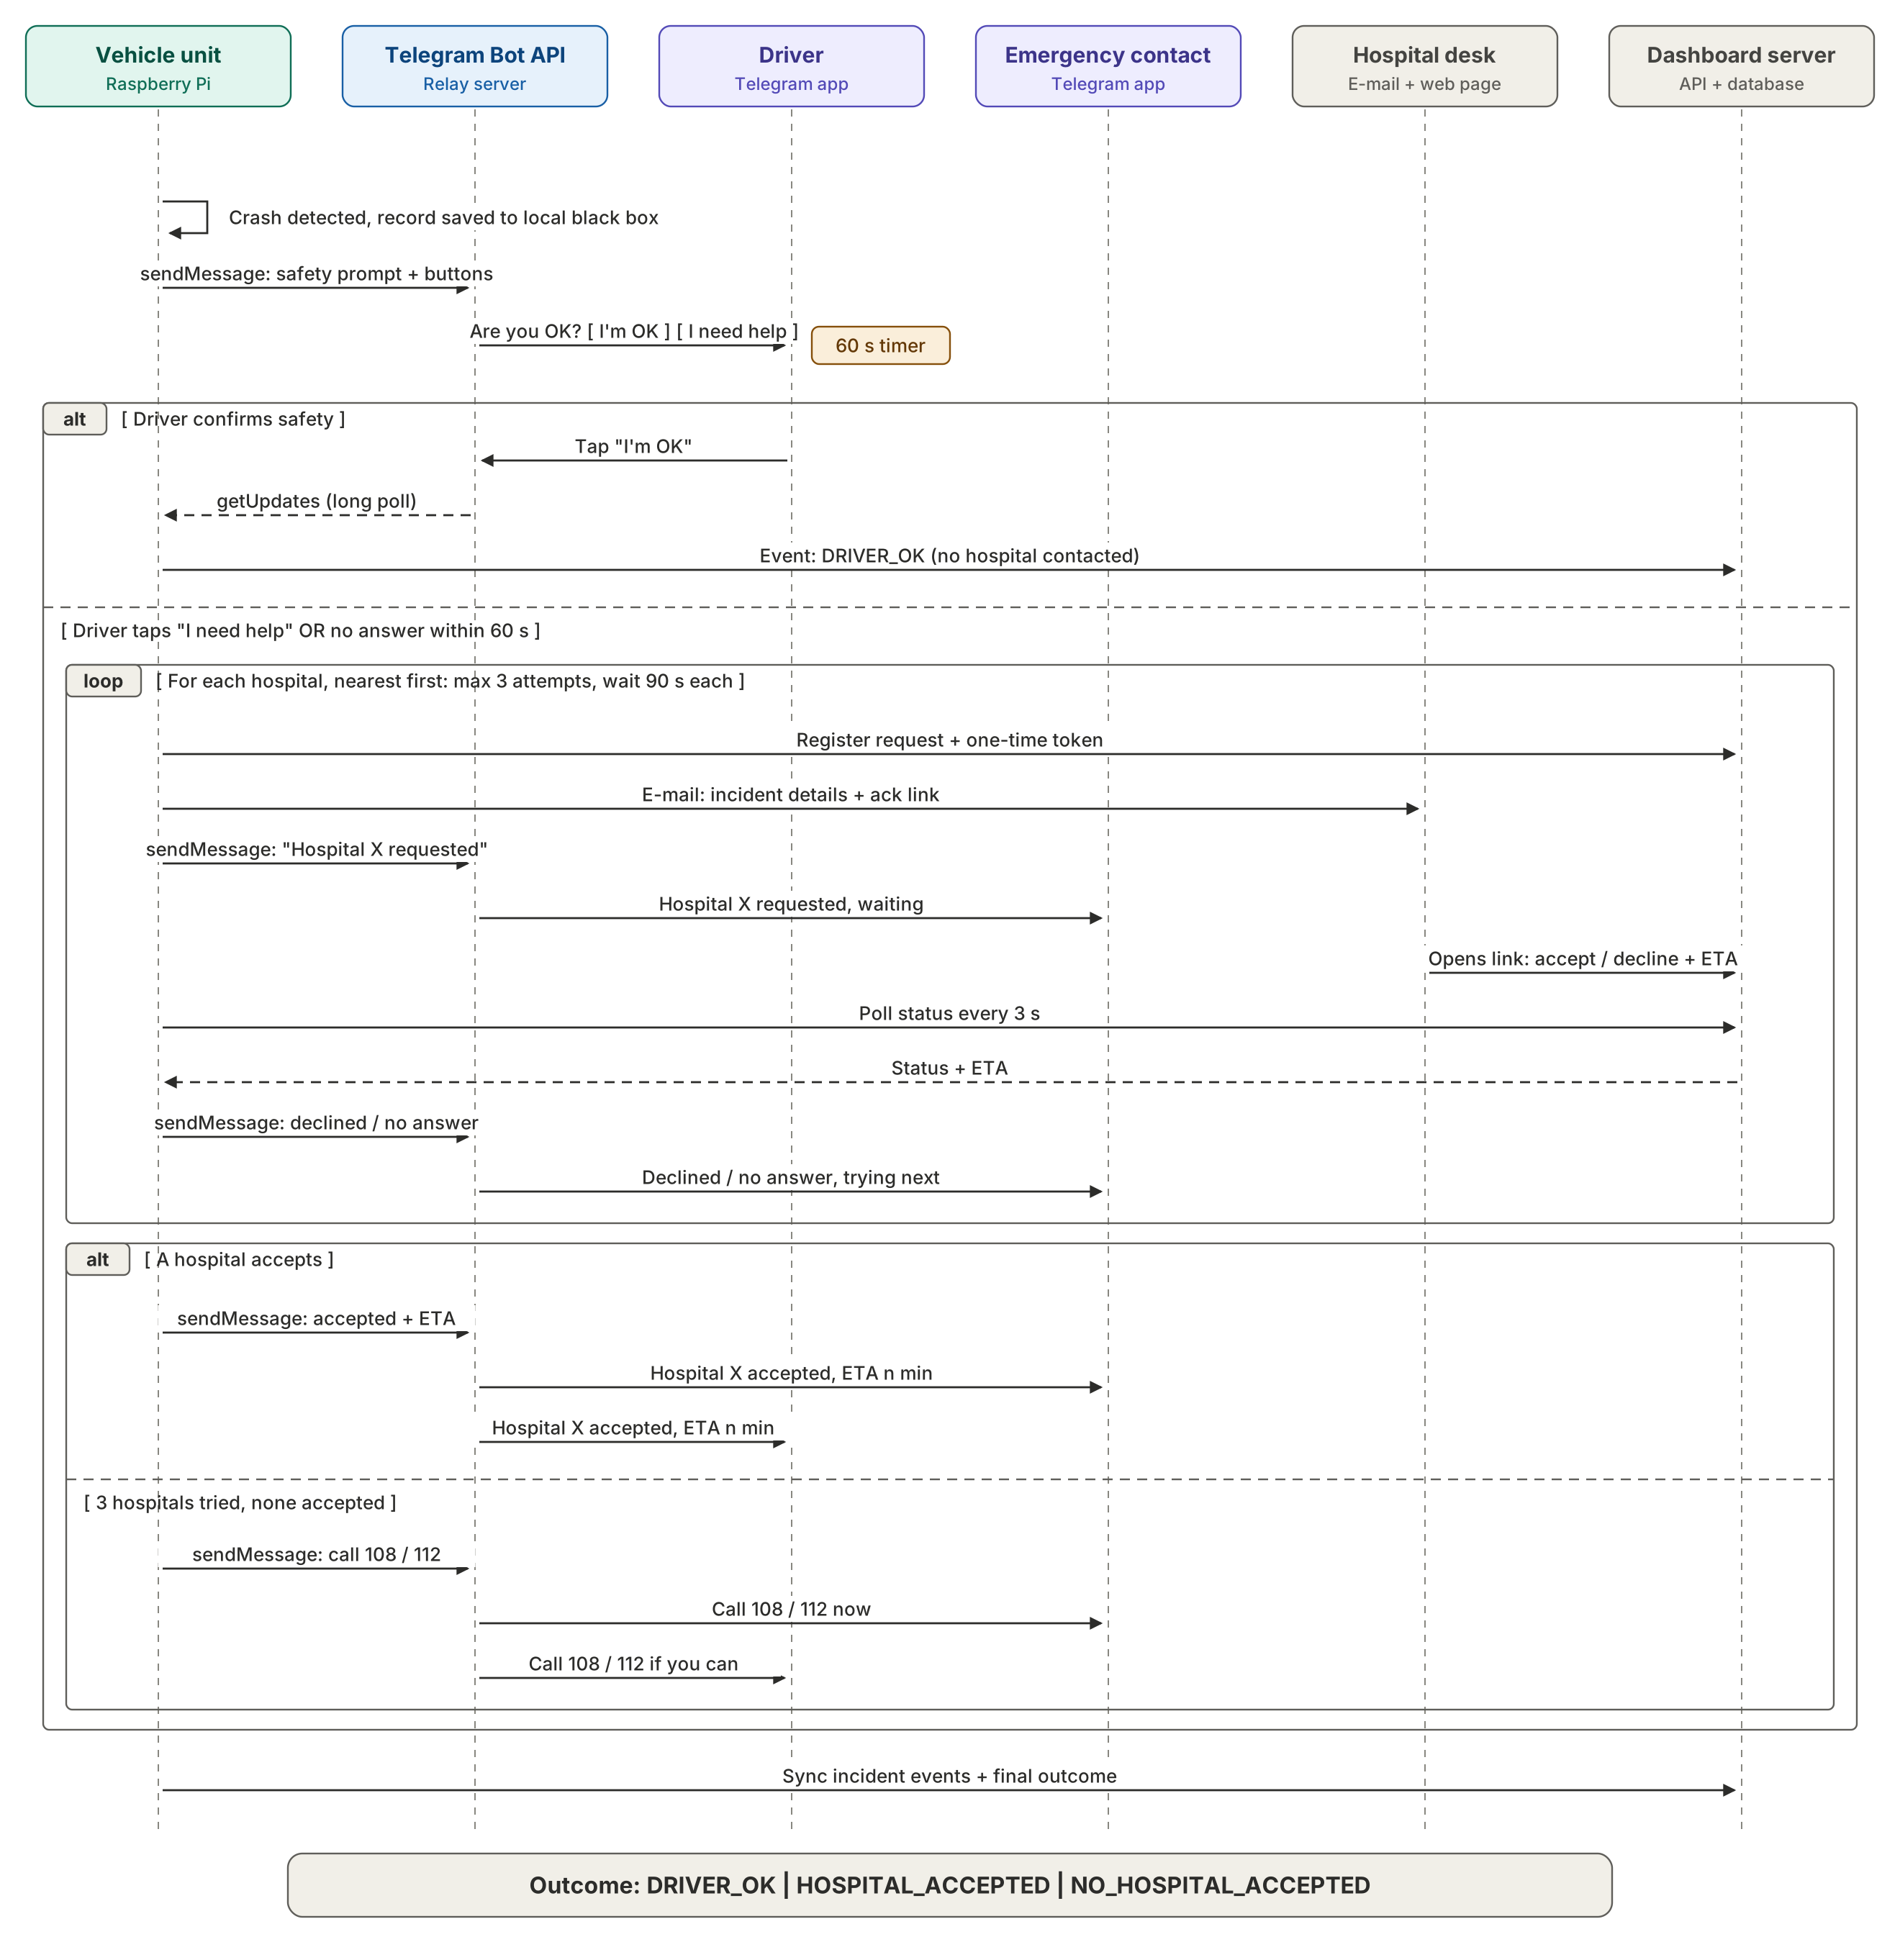 Vehicle unit
Raspberry Pi
Telegram Bot API
Relay server
Driver
Telegram app
Emergency contact
Telegram app
Hospital desk
E-mail + web page
Dashboard server
API + database
Crash detected, record saved to local black box
sendMessage: safety prompt + buttons
Are you OK? [ I'm OK ] [ I need help ]
60 s timer
alt
[ Driver confirms safety ]
Tap "I'm OK"
getUpdates (long poll)
Event: DRIVER_OK (no hospital contacted)
[ Driver taps "I need help" OR no answer within 60 s ]
loop
[ For each hospital, nearest first: max 3 attempts, wait 90 s each ]
Register request + one-time token
E-mail: incident details + ack link
sendMessage: "Hospital X requested"
Hospital X requested, waiting
Opens link: accept / decline + ETA
Poll status every 3 s
Status + ETA
sendMessage: declined / no answer
Declined / no answer, trying next
alt
[ A hospital accepts ]
sendMessage: accepted + ETA
Hospital X accepted, ETA n min
Hospital X accepted, ETA n min
[ 3 hospitals tried, none accepted ]
sendMessage: call 108 / 112
Call 108 / 112 now
Call 108 / 112 if you can
Sync incident events + final outcome
Outcome: DRIVER_OK | HOSPITAL_ACCEPTED | NO_HOSPITAL_ACCEPTED